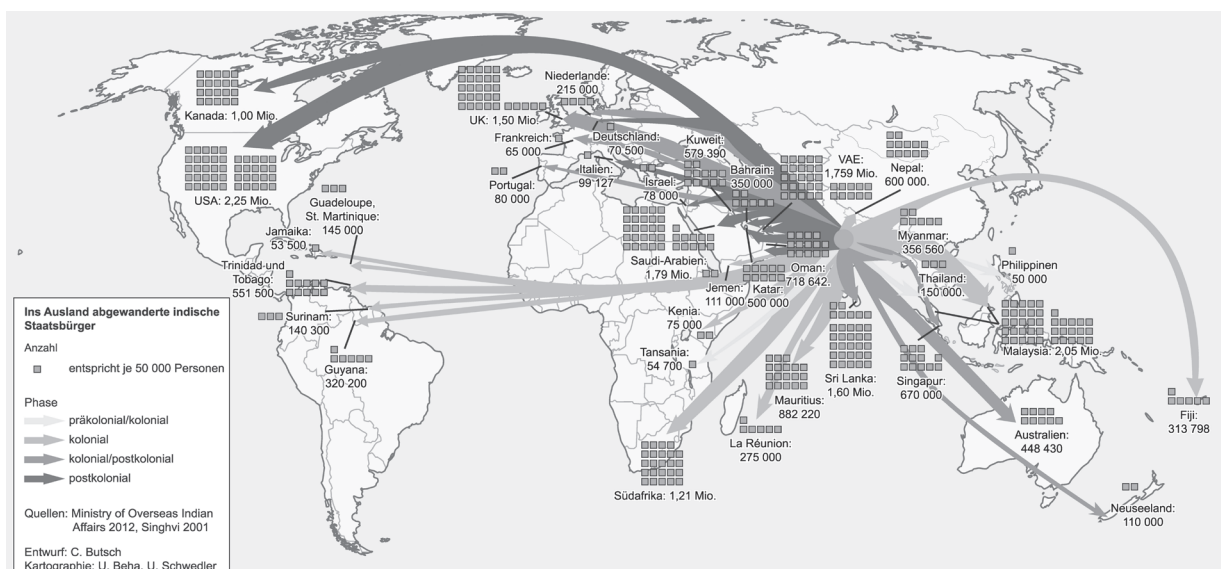 Niederlande:
215 000
Kanada: 1,00 Mio.
UK: 1,50 Mio.
Frankreich:
65 000
Deutschland:
70 500
Kuweit:
579 390
VAE:
1,759 Mio.
Nepal:
600 000.
Italien:
99 127
Israel:
78 000
Bahrain:
350 000
Portugal:
80 000
USA: 2,25 Mio.
Guadeloupe,
St. Martinique:
145 000
Jamaika:
53 500
Trinidad und
Tobago:
551 500
Surinam:
140 300
Guyana:
320 200
Saudi-Arabien:
1,79 Mio.
Jemen:
111 000
Katar:
500 000
Oman:
718 642.
Myanmar:
356 560
Thailand:
150 000.
Philippinen
50 000
Kenia:
75 000
Tansania:
54 700
Mauritius:
882 220
Sri Lanka:
1,60 Mio.
Singapur:
670 000
Malaysia: 2,05 Mio.
La Réunion:
275 000
Südafrika: 1,21 Mio.
Australien:
448 430
Fiji:
313 798
Neuseeland:
110 000
Ins Ausland abgewanderte indische
Staatsbürger
Anzahl
entspricht je 50 000 Personen
Phase
präkolonial/kolonial
kolonial
kolonial/postkolonial
postkolonial
Quellen: Ministry of Overseas Indian
Affairs 2012, Singhvi 2001
Entwurf: C. Butsch
Kartographie: U. Beha, U. Schwedler